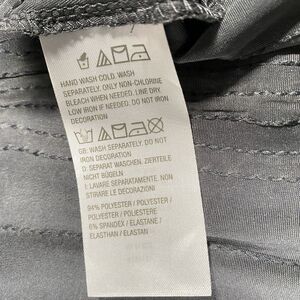 HAND WASH COLD. WASH
SEPARATELY. ONLY NON-CHLORINE
BLEACH WHEN NEEDED. LINE DRY.
LOW IRON IF NEEDED. DO NOT IRON
DECORATION
GB: WASH SEPARATELY. DO NOT
IRON DECORATION
D: SEPARAT WASCHEN. ZIERTEILE
NICHT BÜGELN
I: LAVARE SEPARATAMENTE. NON
STIRARE LE DECORAZIONI
94% POLYESTER / POLYESTER /
POLYESTER / POLIESTERE
6% SPANDEX / ELASTANE /
ELASTHAN / ELASTAN